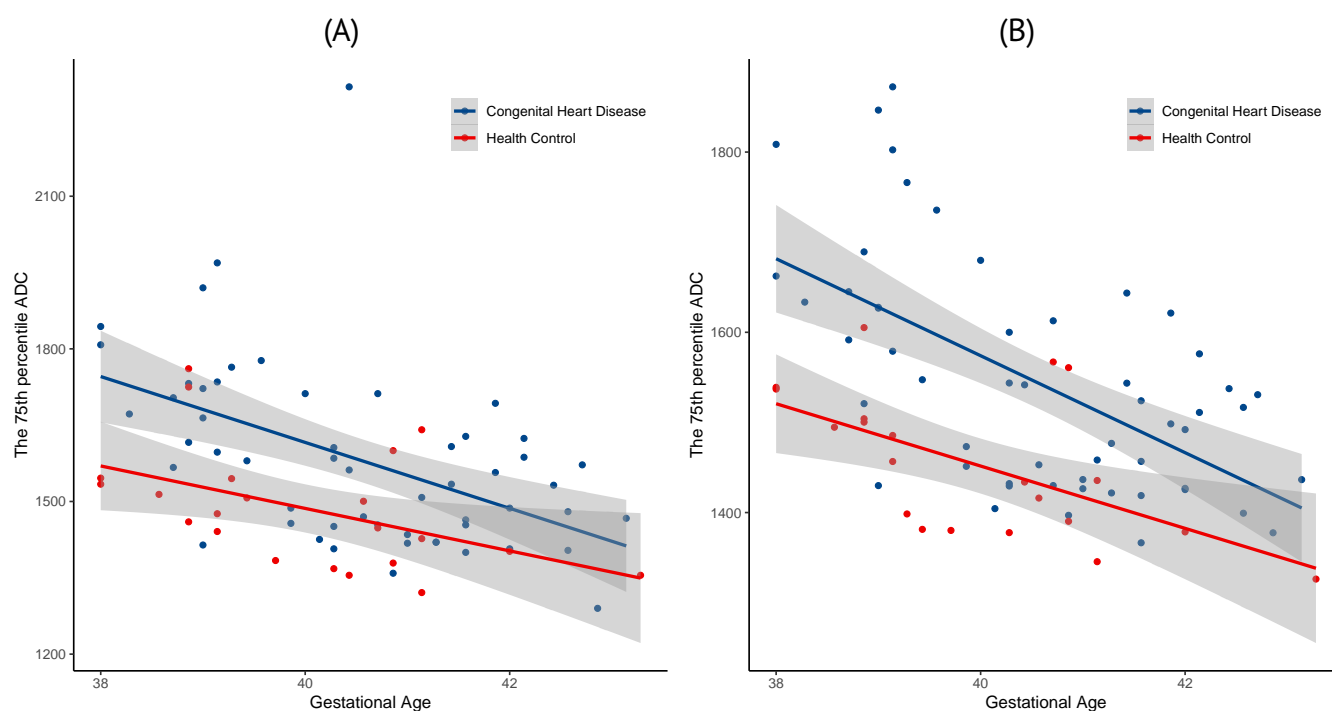 (A)
Congenital Heart Disease
Health Control
The 75th percentile ADC
2100
1800
1500
1200
38
40
42
Gestational Age
(B)
Congenital Heart Disease
Health Control
The 75th percentile ADC
1800
1600
1400
38
40
42
Gestational Age